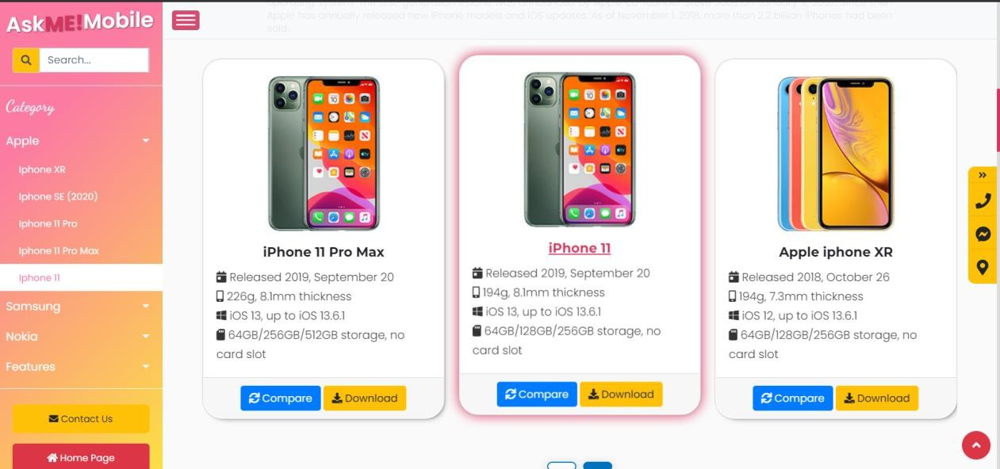 AskME!Mobile
Search...
Category
Apple
Iphone XR
Iphone SE (2020)
Iphone 11 Pro
Iphone 11 Pro Max
Iphone 11
Samsung
Nokia
Features
Contact Us
Home Page
Apple has annually released new iPhone models and iOS updates. As of November 1, 2018, more than 2.2 billion iPhones had been
sold.
iPhone 11 Pro Max
Released 2019, September 20
226g, 8.1mm thickness
iOS 13, up to iOS 13.6.1
64GB/256GB/512GB storage, no
card slot
Compare
Download
iPhone 11
Released 2019, September 20
194g, 8.1mm thickness
iOS 13, up to iOS 13.6.1
64GB/128GB/256GB storage, no
card slot
Compare
Download
Apple iphone XR
Released 2018, October 26
194g, 7.3mm thickness
iOS 12, up to iOS 13.6.1
64GB/128GB/256GB storage, no
card slot
Compare
Download